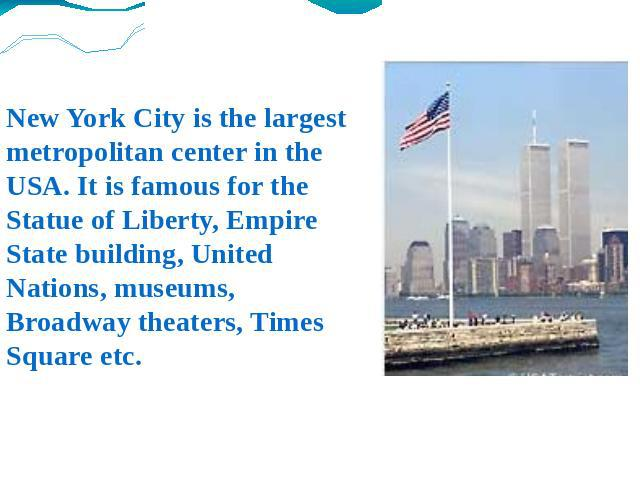 New York City is the largest
metropolitan center in the
USA. It is famous for the
Statue of Liberty, Empire
State building, United
Nations, museums,
Broadway theaters, Times
Square etc.